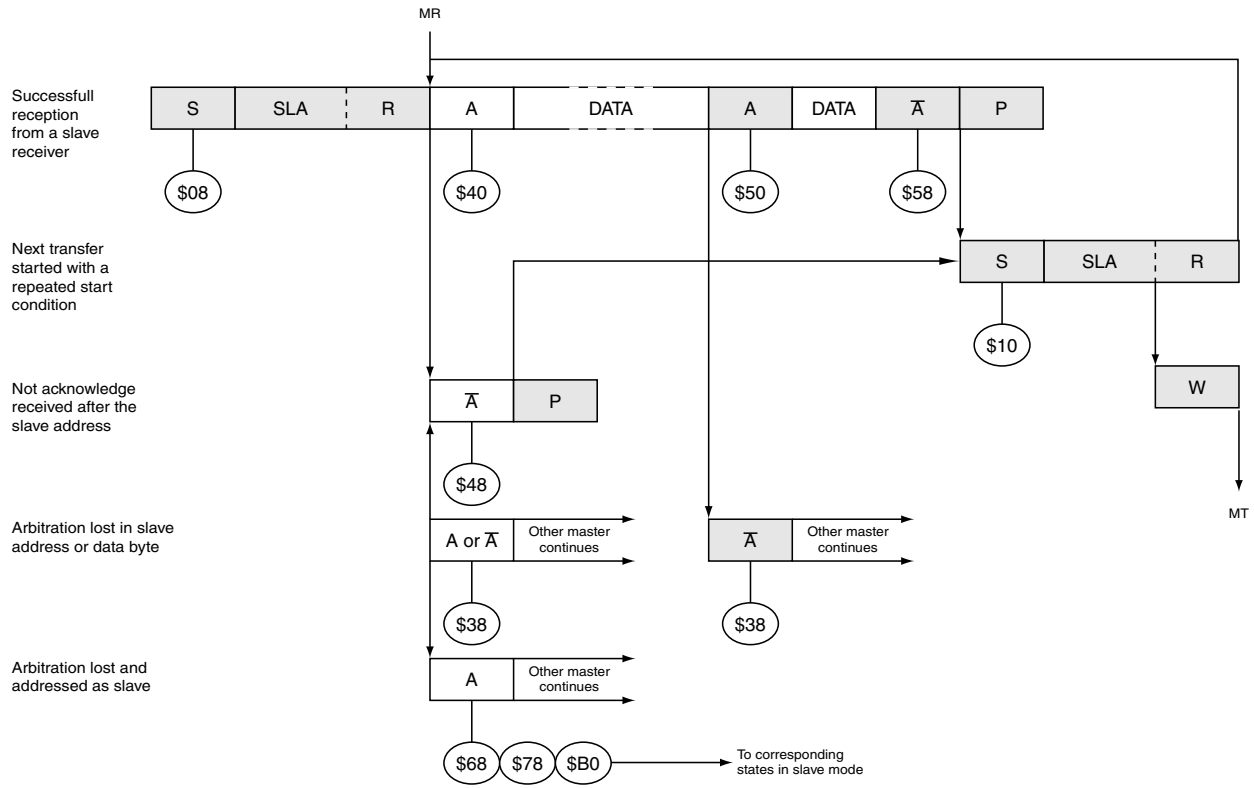 MR
Successfull
reception
from a slave
receiver
S SLA R A DATA A DATA A̅ P
$08 $40 $50 $58
Next transfer
started with a
repeated start
condition
S SLA R
$10
Not acknowledge
received after the
slave address
A̅ P
W
$48
MT
Arbitration lost in slave
address or data byte
A or A̅
Other master
continues
A̅
Other master
continues
$38 $38
Arbitration lost and
addressed as slave
A
Other master
continues
$68 $78 $B0
To corresponding
states in slave mode